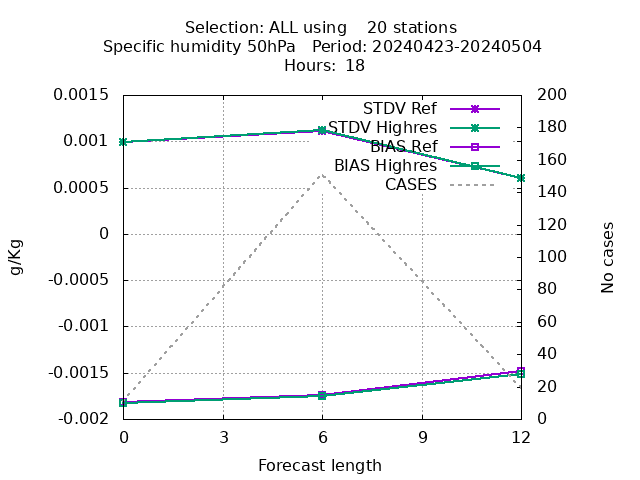 Selection: ALL using    20 stations
Specific humidity 50hPa   Period: 20240423-20240504
Hours: 18
0.0015
0.001
0.0005
0
-0.0005
-0.001
-0.0015
-0.002
200
180
160
140
120
100
80
60
40
20
0
STDV Ref
STDV Highres
BIAS Ref
BIAS Highres
CASES
g/Kg
No cases
0
3
6
9
12
Forecast length